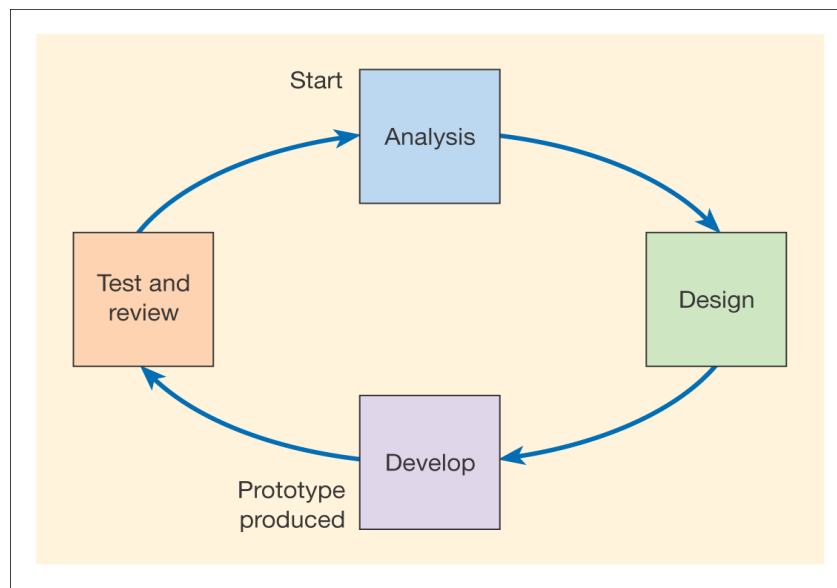 Start
Analysis
Test and
review
Design
Develop
Prototype
produced